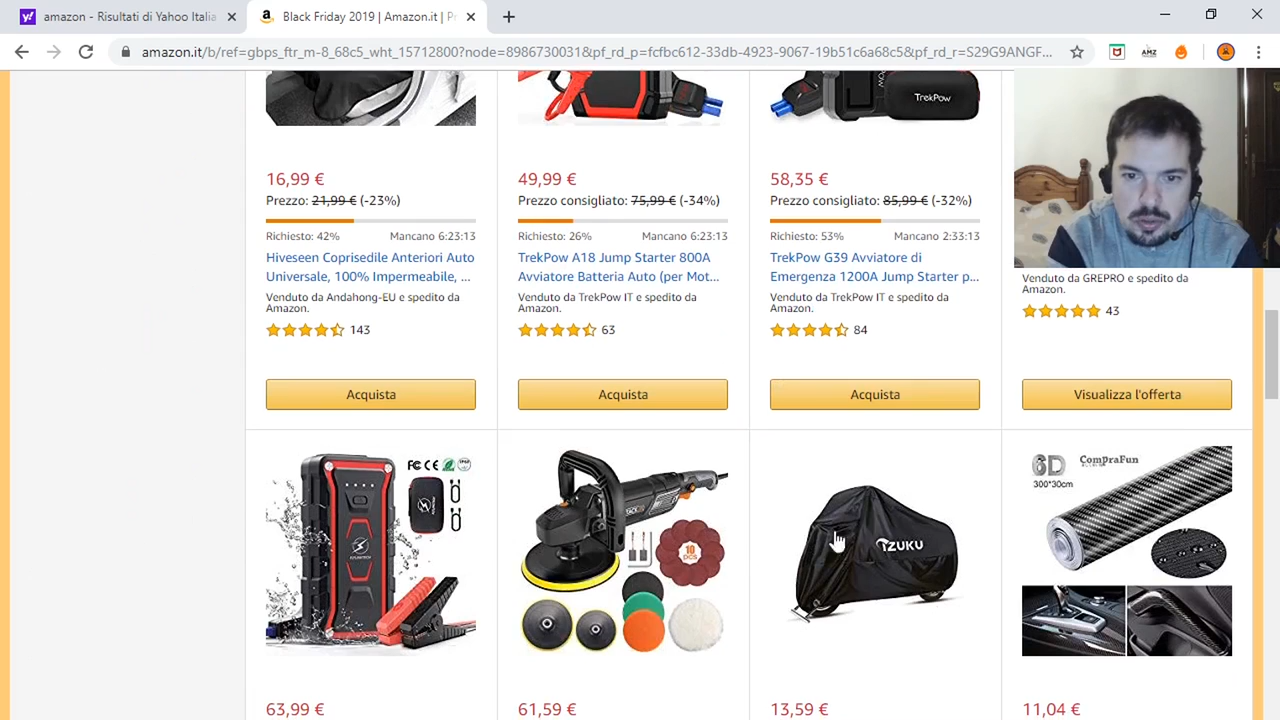 amazon - Risultati di Yahoo Italia
Black Friday 2019 | Amazon.it | Pr
amazon.it/b/ref=gbps_ftr_m-8_68c5_wht_15712800?node=8986730031&pf_rd_p=fcfbc612-33db-4923-9067-19b51c6a68c5&pf_rd_r=S29G9ANGF...
AMZ
TrekPow
16,99 €
Prezzo: 21,99 € (-23%)
Richiesto: 42% Mancano 6:23:13
Hiveseen Coprisedile Anteriori Auto
Universale, 100% Impermeabile, ...
Venduto da Andahong-EU e spedito da
Amazon.
143
Acquista
49,99 €
Prezzo consigliato: 75,99 € (-34%)
Richiesto: 26% Mancano 6:23:13
TrekPow A18 Jump Starter 800A
Avviatore Batteria Auto (per Mot...
Venduto da TrekPow IT e spedito da
Amazon.
63
Acquista
58,35 €
Prezzo consigliato: 85,99 € (-32%)
Richiesto: 53% Mancano 2:33:13
TrekPow G39 Avviatore di
Emergenza 1200A Jump Starter p...
Venduto da TrekPow IT e spedito da
Amazon.
84
Acquista
Venduto da GREPRO e spedito da
Amazon.
43
Visualizza l'offerta
10
PCS
IZUKU
6D
300*30cm
CompraFun
63,99 €
61,59 €
13,59 €
11,04 €